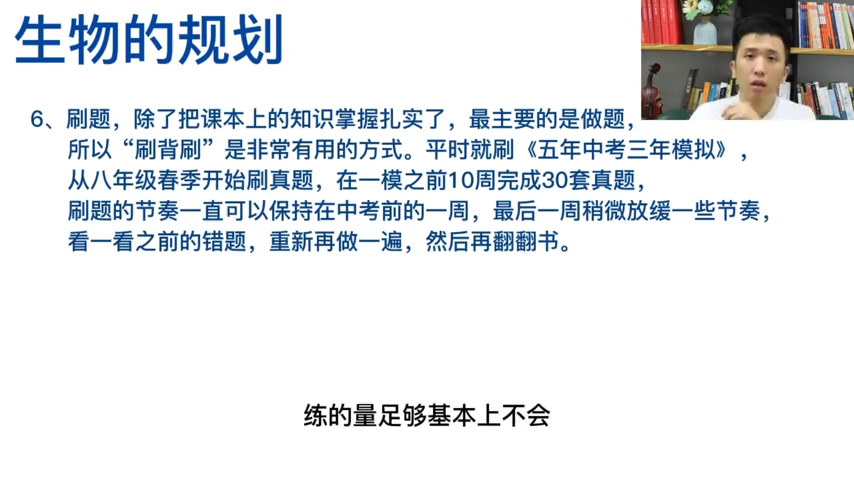 生物的规划
6、刷题，除了把课本上的知识掌握扎实了，最主要的是做题，
所以“刷背刷”是非常有用的方式。平时就刷《五年中考三年模拟》，
从八年级春季开始刷真题，在一模之前10周完成30套真题，
刷题的节奏一直可以保持在中考前的一周，最后一周稍微放缓一些节奏，
看一看之前的错题，重新再做一遍，然后再翻翻书。
练的量足够基本上不会